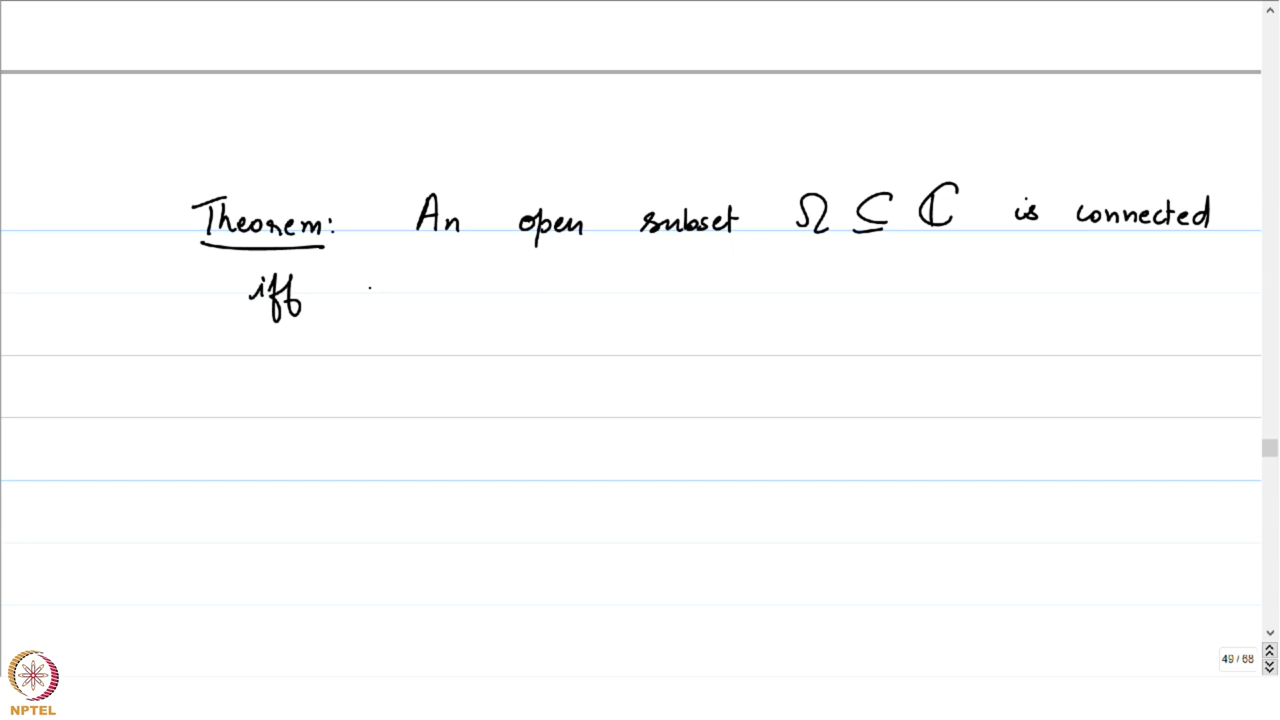 Theorem: An open subset Ω ⊆ ℂ is connected
iff
49 / 68
NPTEL